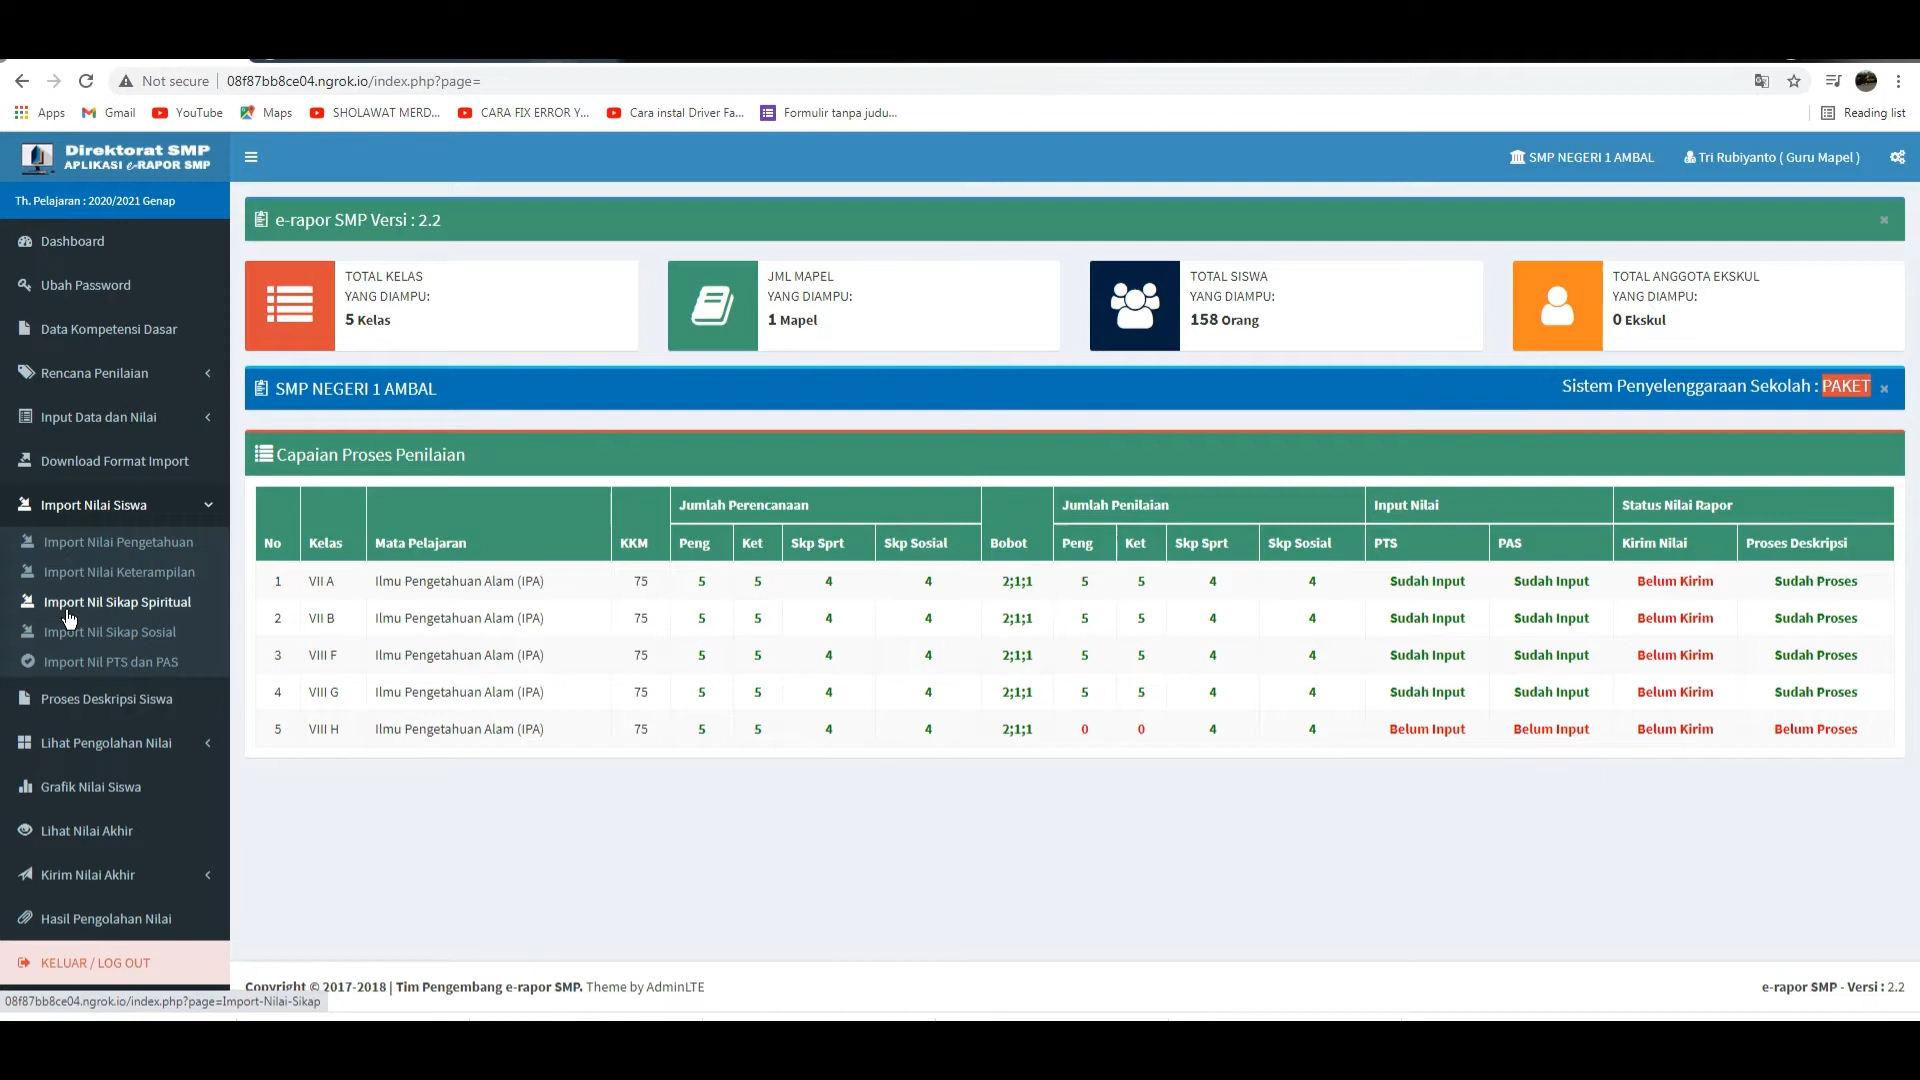 Not secure | 08f87bb8ce04.ngrok.io/index.php?page=
Apps Gmail YouTube Maps SHOLAWAT MERD... CARA FIX ERROR Y... Cara instal Driver Fa... Formulir tanpa judu... Reading list
Direktorat SMP
APLIKASI e-RAPOR SMP
SMP NEGERI 1 AMBAL Tri Rubiyanto ( Guru Mapel )
Th. Pelajaran : 2020/2021 Genap
Dashboard
Ubah Password
Data Kompetensi Dasar
Rencana Penilaian
Input Data dan Nilai
Download Format Import
Import Nilai Siswa
Import Nilai Pengetahuan
Import Nilai Keterampilan
Import Nil Sikap Spiritual
Import Nil Sikap Sosial
Import Nil PTS dan PAS
Proses Deskripsi Siswa
Lihat Pengolahan Nilai
Grafik Nilai Siswa
Lihat Nilai Akhir
Kirim Nilai Akhir
Hasil Pengolahan Nilai
KELUAR / LOG OUT
08f87bb8ce04.ngrok.io/index.php?page=Import-Nilai-Sikap
e-rapor SMP Versi : 2.2
TOTAL KELAS
YANG DIAMPU:
5 Kelas
JML MAPEL
YANG DIAMPU:
1 Mapel
TOTAL SISWA
YANG DIAMPU:
158 Orang
TOTAL ANGGOTA EKSKUL
YANG DIAMPU:
0 Ekskul
SMP NEGERI 1 AMBAL Sistem Penyelenggaraan Sekolah : PAKET
Capaian Proses Penilaian
Jumlah Perencanaan Jumlah Penilaian Input Nilai Status Nilai Rapor
No Kelas Mata Pelajaran KKM Peng Ket Skp Sprt Skp Sosial Bobot Peng Ket Skp Sprt Skp Sosial PTS PAS Kirim Nilai Proses Deskripsi
1 VII A Ilmu Pengetahuan Alam (IPA) 75 5 5 4 4 2;1;1 5 5 4 4 Sudah Input Sudah Input Belum Kirim Sudah Proses
2 VII B Ilmu Pengetahuan Alam (IPA) 75 5 5 4 4 2;1;1 5 5 4 4 Sudah Input Sudah Input Belum Kirim Sudah Proses
3 VIII F Ilmu Pengetahuan Alam (IPA) 75 5 5 4 4 2;1;1 5 5 4 4 Sudah Input Sudah Input Belum Kirim Sudah Proses
4 VIII G Ilmu Pengetahuan Alam (IPA) 75 5 5 4 4 2;1;1 5 5 4 4 Sudah Input Sudah Input Belum Kirim Sudah Proses
5 VIII H Ilmu Pengetahuan Alam (IPA) 75 5 5 4 4 2;1;1 0 0 4 4 Belum Input Belum Input Belum Kirim Belum Proses
Copyright © 2017-2018 | Tim Pengembang e-rapor SMP. Theme by AdminLTE
e-rapor SMP - Versi : 2.2